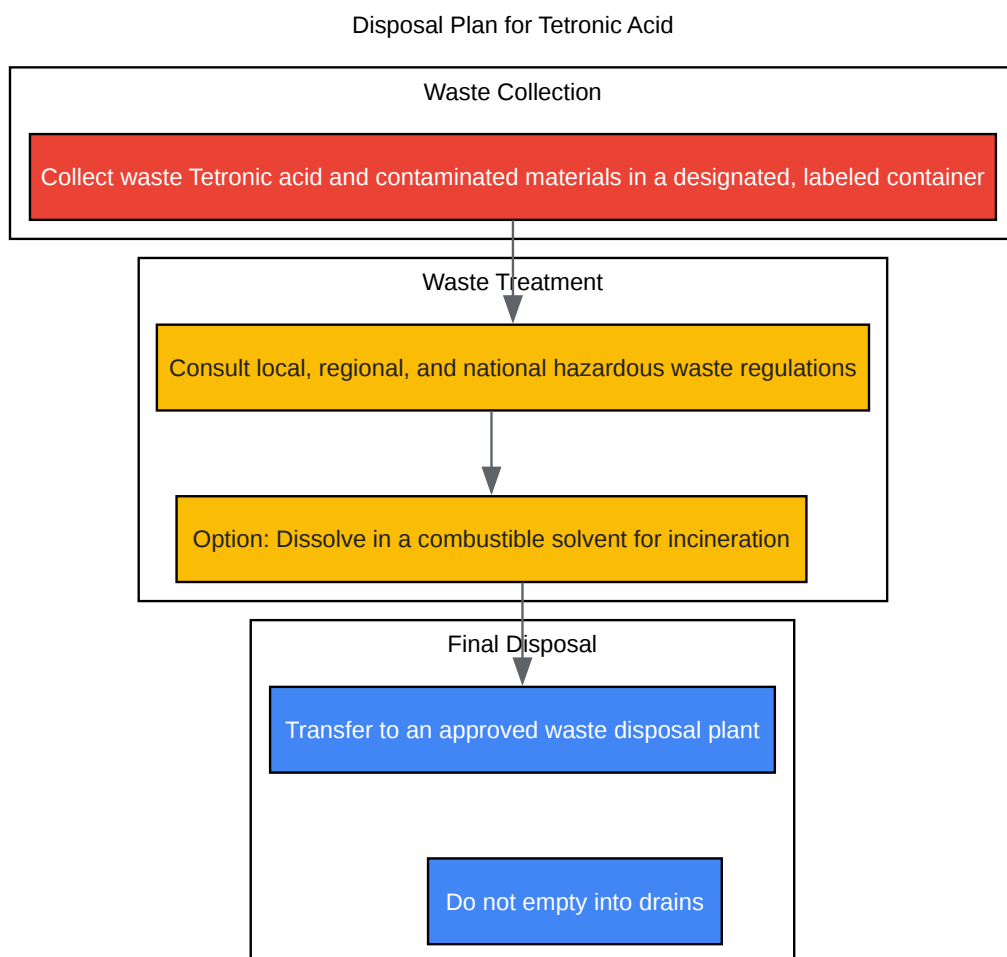 Disposal Plan for Tetronic Acid
Waste Collection
Collect waste Tetronic acid and contaminated materials in a designated, labeled container
Waste Treatment
Consult local, regional, and national hazardous waste regulations
Option: Dissolve in a combustible solvent for incineration
Final Disposal
Transfer to an approved waste disposal plant
Do not empty into drains